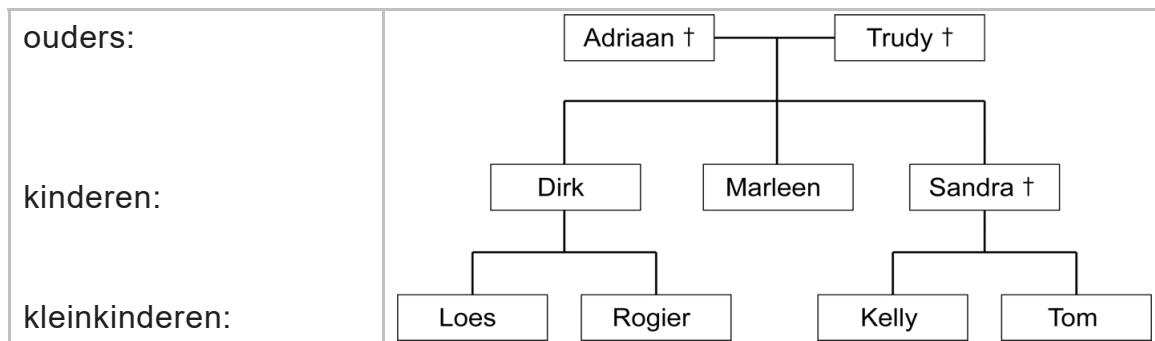 ouders:
Adriaan † Trudy †
kinderen:
Dirk Marleen Sandra †
kleinkinderen:
Loes Rogier Kelly Tom